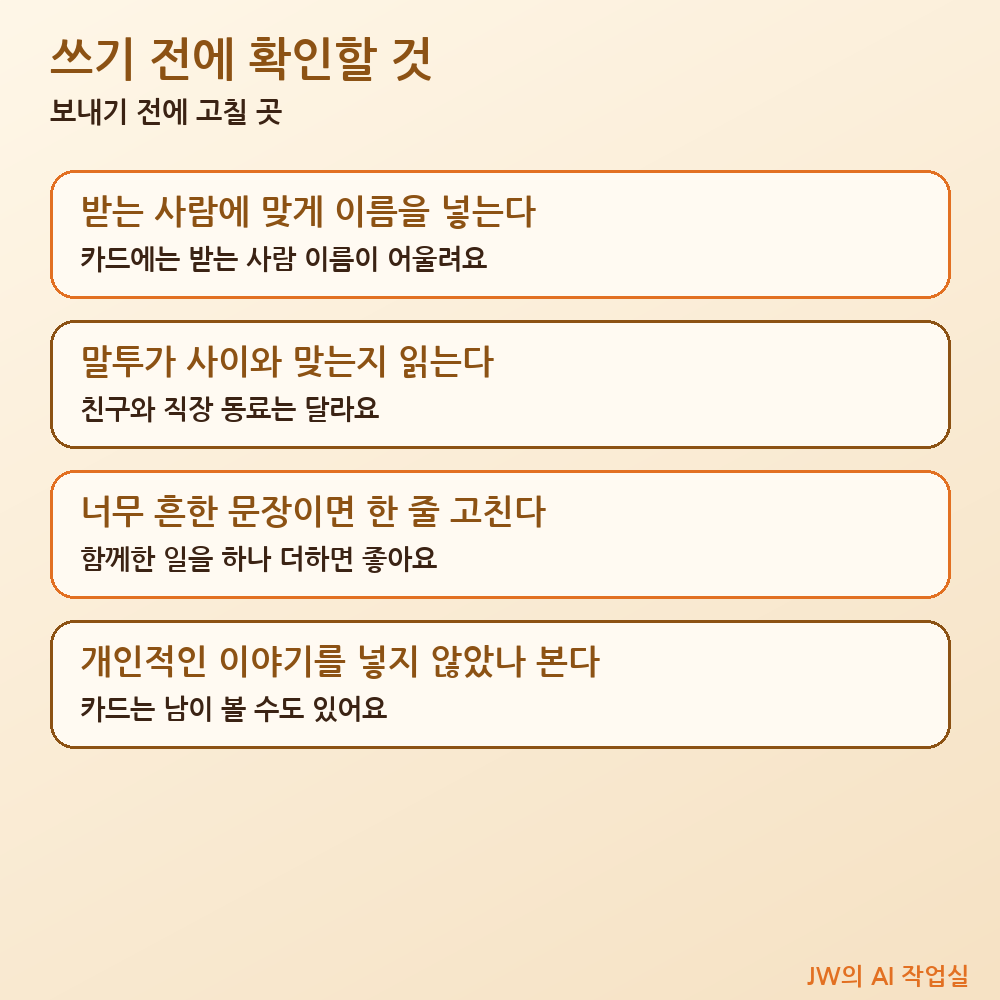 쓰기 전에 확인할 것
보내기 전에 고칠 곳
받는 사람에 맞게 이름을 넣는다
카드에는 받는 사람 이름이 어울려요
말투가 사이와 맞는지 읽는다
친구와 직장 동료는 달라요
너무 흔한 문장이면 한 줄 고친다
함께한 일을 하나 더하면 좋아요
개인적인 이야기를 넣지 않았나 본다
카드는 남이 볼 수도 있어요
JW의 AI 작업실